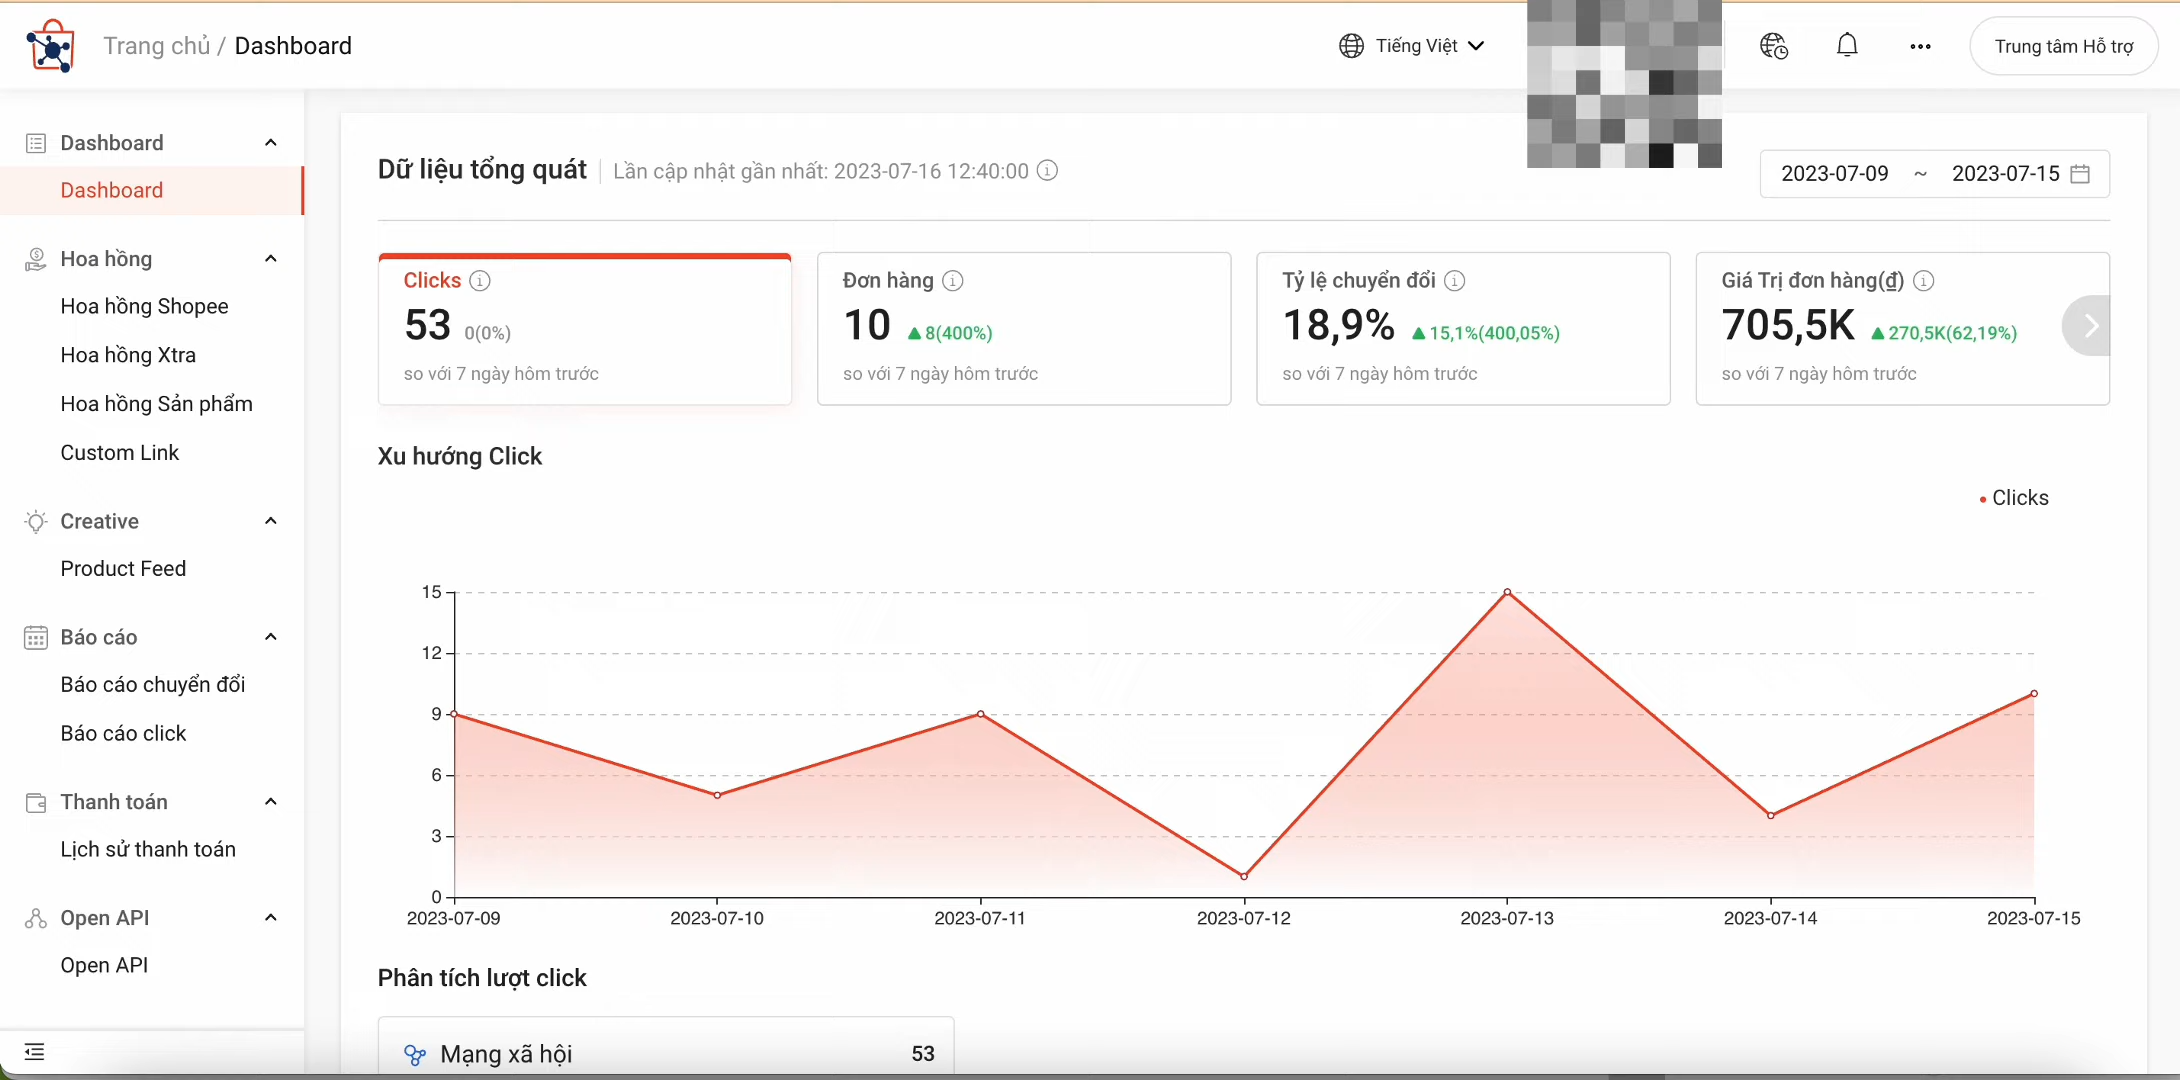 Trang chủ / Dashboard
Tiếng Việt
Trung tâm Hỗ trợ
Dashboard
Dashboard
Hoa hồng
Hoa hồng Shopee
Hoa hồng Xtra
Hoa hồng Sản phẩm
Custom Link
Creative
Product Feed
Báo cáo
Báo cáo chuyển đổi
Báo cáo click
Thanh toán
Lịch sử thanh toán
Open API
Open API
Dữ liệu tổng quát
Lần cập nhật gần nhất: 2023-07-16 12:40:00
2023-07-09 ~ 2023-07-15
Clicks
53 0(0%)
so với 7 ngày hôm trước
Đơn hàng
10 ▲8(400%)
so với 7 ngày hôm trước
Tỷ lệ chuyển đổi
18,9% ▲15,1%(400,05%)
so với 7 ngày hôm trước
Giá Trị đơn hàng(₫)
705,5K ▲270,5K(62,19%)
so với 7 ngày hôm trước
Xu hướng Click
Clicks
15
12
9
6
3
0
2023-07-09 2023-07-10 2023-07-11 2023-07-12 2023-07-13 2023-07-14 2023-07-15
Phân tích lượt click
Mạng xã hội 53